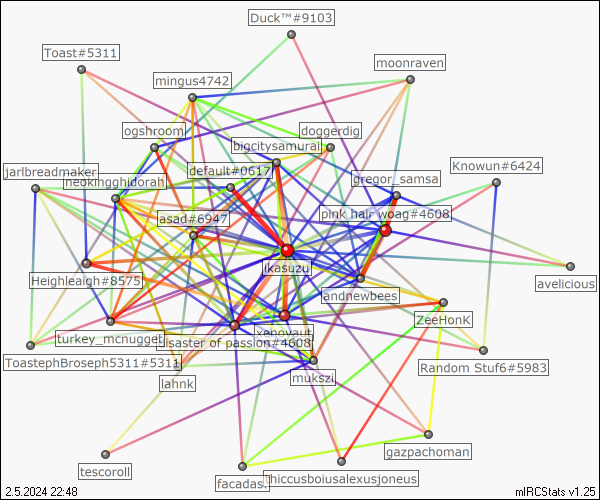 Duck™#9103
Toast#5311
moonraven
mingus4742
ogshroom
doggerdig
bigcitysamurai
Knowun#6424
jarlbreadmaker
default#0617
gregor_samsa
neokingghidorah
asad#6947
pink hair woag#4608
jkasuzu
Heighleaigh#8575
avelicious
andnewbees
ZeeHonK
xenovaut
turkey_mcnugget
disaster of passion#4608
ToastephBroseph5311#5311
Random Stuf6#5983
mukszi
lahnk
gazpachoman
tescoroll
facadas.
Thiccusboiusalexusjoneus
2.5.2024 22:48
mIRCStats v1.25